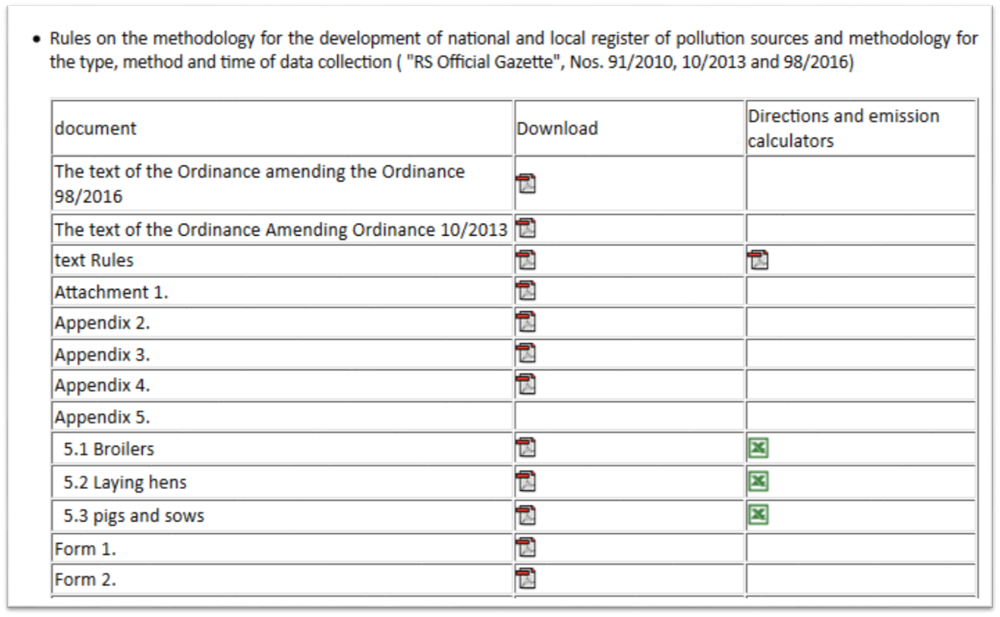 Rules on the methodology for the development of national and local register of pollution sources and methodology for
the type, method and time of data collection ( "RS Official Gazette", Nos. 91/2010, 10/2013 and 98/2016)
document
Download
Directions and emission
calculators
The text of the Ordinance amending the Ordinance
98/2016
The text of the Ordinance Amending Ordinance 10/2013
text Rules
Attachment 1.
Appendix 2.
Appendix 3.
Appendix 4.
Appendix 5.
5.1 Broilers
5.2 Laying hens
5.3 pigs and sows
Form 1.
Form 2.